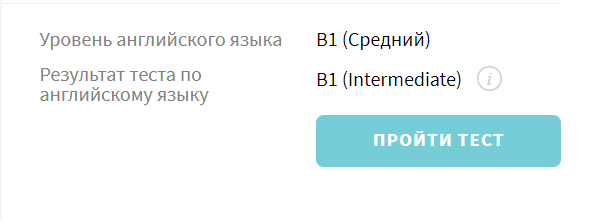 Уровень английского языка B1 (Средний)
Результат теста по
английскому языку B1 (Intermediate) i
ПРОЙТИ ТЕСТ